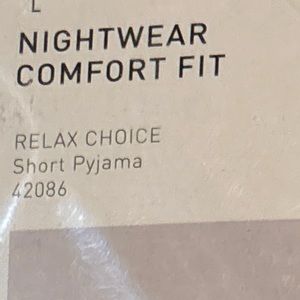 L
NIGHTWEAR
COMFORT FIT
RELAX CHOICE
Short Pyjama
42086